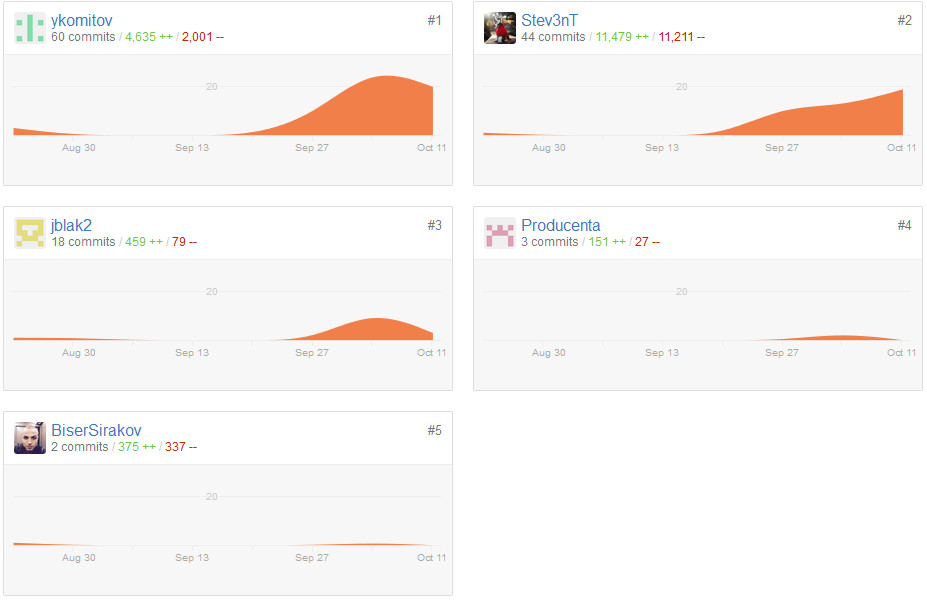 ykomitov #1
60 commits / 4,635 ++ / 2,001 --
20
Aug 30 Sep 13 Sep 27 Oct 11
Stev3nT #2
44 commits / 11,479 ++ / 11,211 --
20
Aug 30 Sep 13 Sep 27 Oct 11
jblak2 #3
18 commits / 459 ++ / 79 --
20
Aug 30 Sep 13 Sep 27 Oct 11
Producenta #4
3 commits / 151 ++ / 27 --
20
Aug 30 Sep 13 Sep 27 Oct 11
BiserSirakov #5
2 commits / 375 ++ / 337 --
20
Aug 30 Sep 13 Sep 27 Oct 11